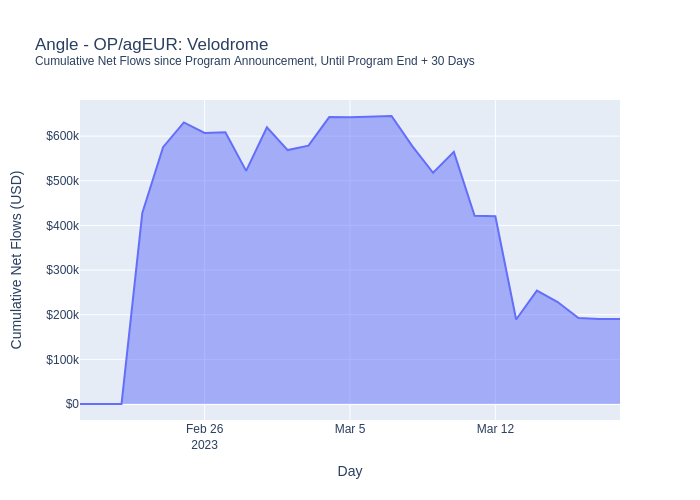 Angle - OP/agEUR: Velodrome
Cumulative Net Flows since Program Announcement, Until Program End + 30 Days
Cumulative Net Flows (USD)
$600k
$500k
$400k
$300k
$200k
$100k
$0
Feb 26
2023
Mar 5
Mar 12
Day